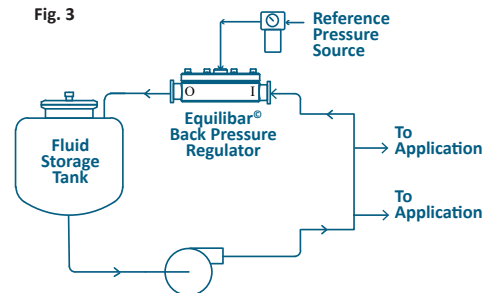 Fig. 3
Reference
Pressure
Source
O I
Equilibar©
Back Pressure
Regulator
Fluid
Storage
Tank
To
Application
To
Application